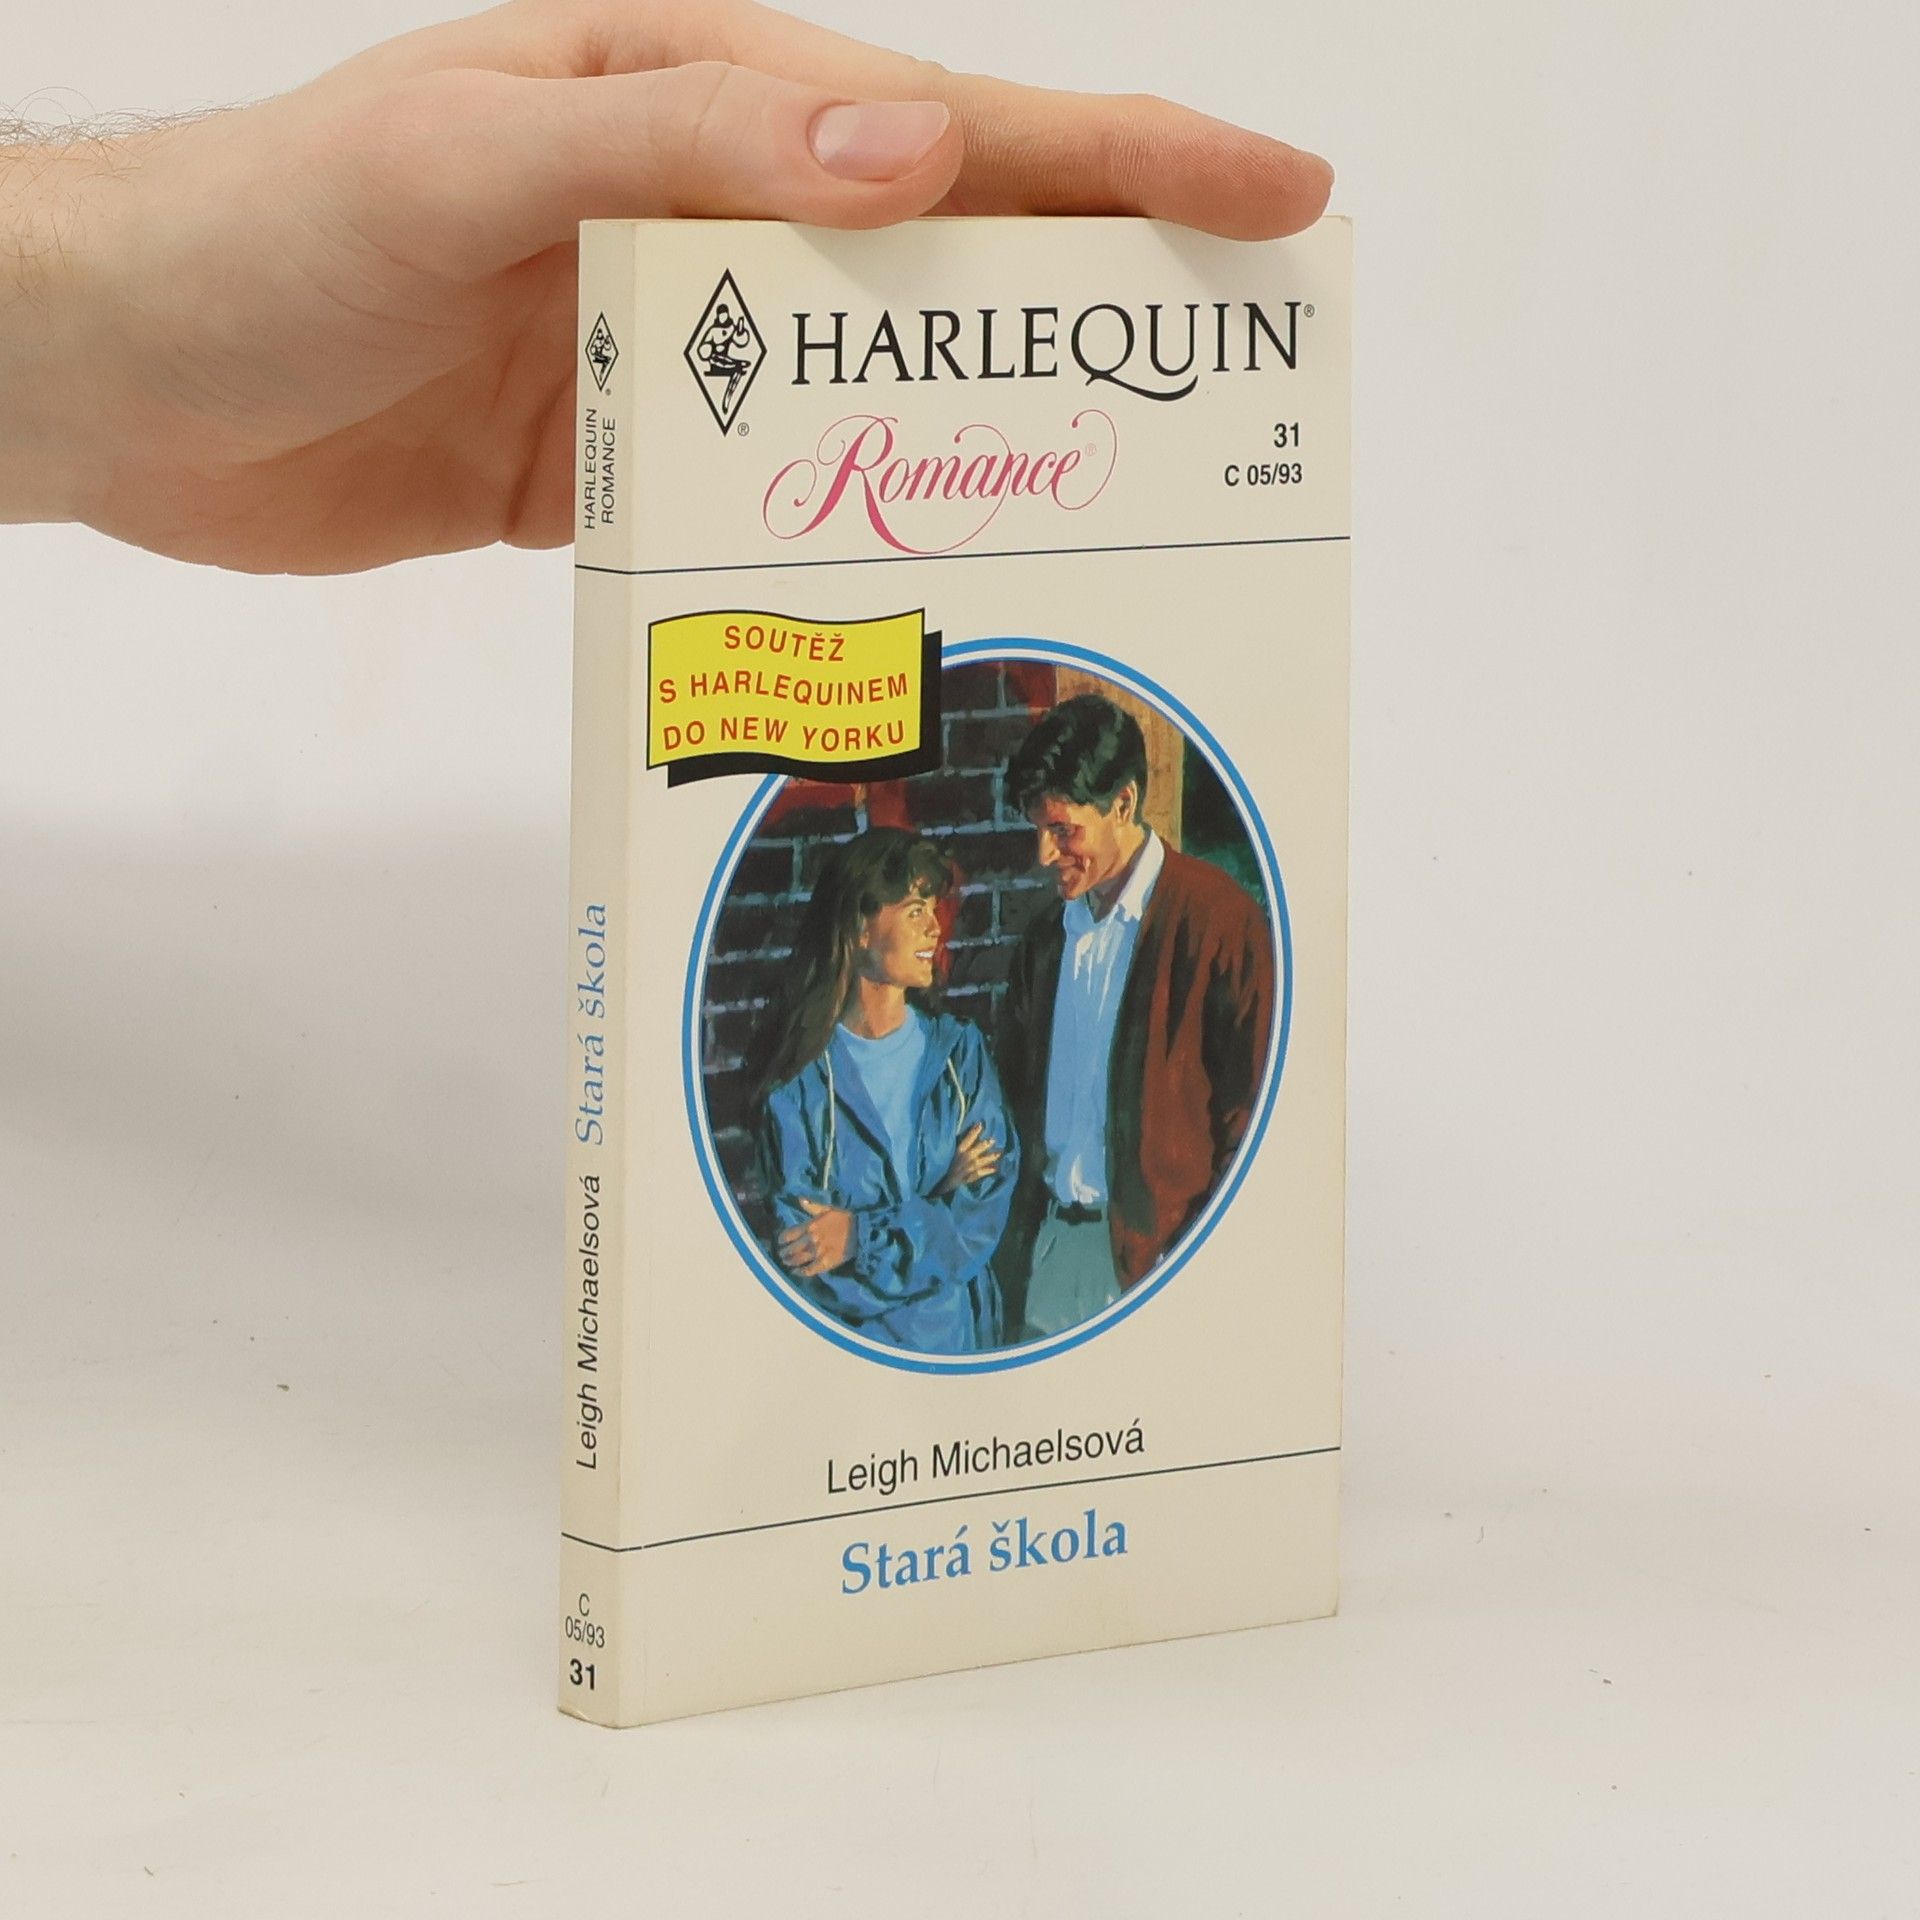 HARLEQUIN®
®
Romance®
31
C 05/93
SOUTĚŽ
S HARLEQUINEM
DO NEW YORKU
Leigh Michaelsová
Stará škola
®
HARLEQUIN
ROMANCE
Leigh Michaelsová Stará škola
C
05/93
31